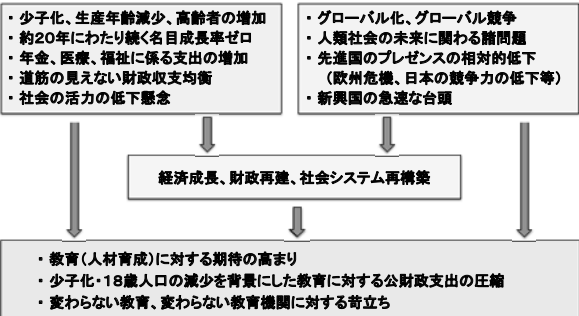 ・ 少子化、生産年齢減少、高齢者の増加
・ 約20年にわたり続く名目成長率ゼロ
・ 年金、医療、福祉に係る支出の増加
・ 道筋の見えない財政収支均衡
・ 社会の活力の低下懸念
・ グローバル化、グローバル競争
・ 人類社会の未来に関わる諸問題
・ 先進国のプレゼンスの相対的低下
（欧州危機、日本の競争力の低下等）
・ 新興国の急速な台頭
経済成長、財政再建、社会システム再構築
・ 教育（人材育成）に対する期待の高まり
・ 少子化・18歳人口の減少を背景にした教育に対する公財政支出の圧縮
・ 変わらない教育、変わらない教育機関に対する苛立ち